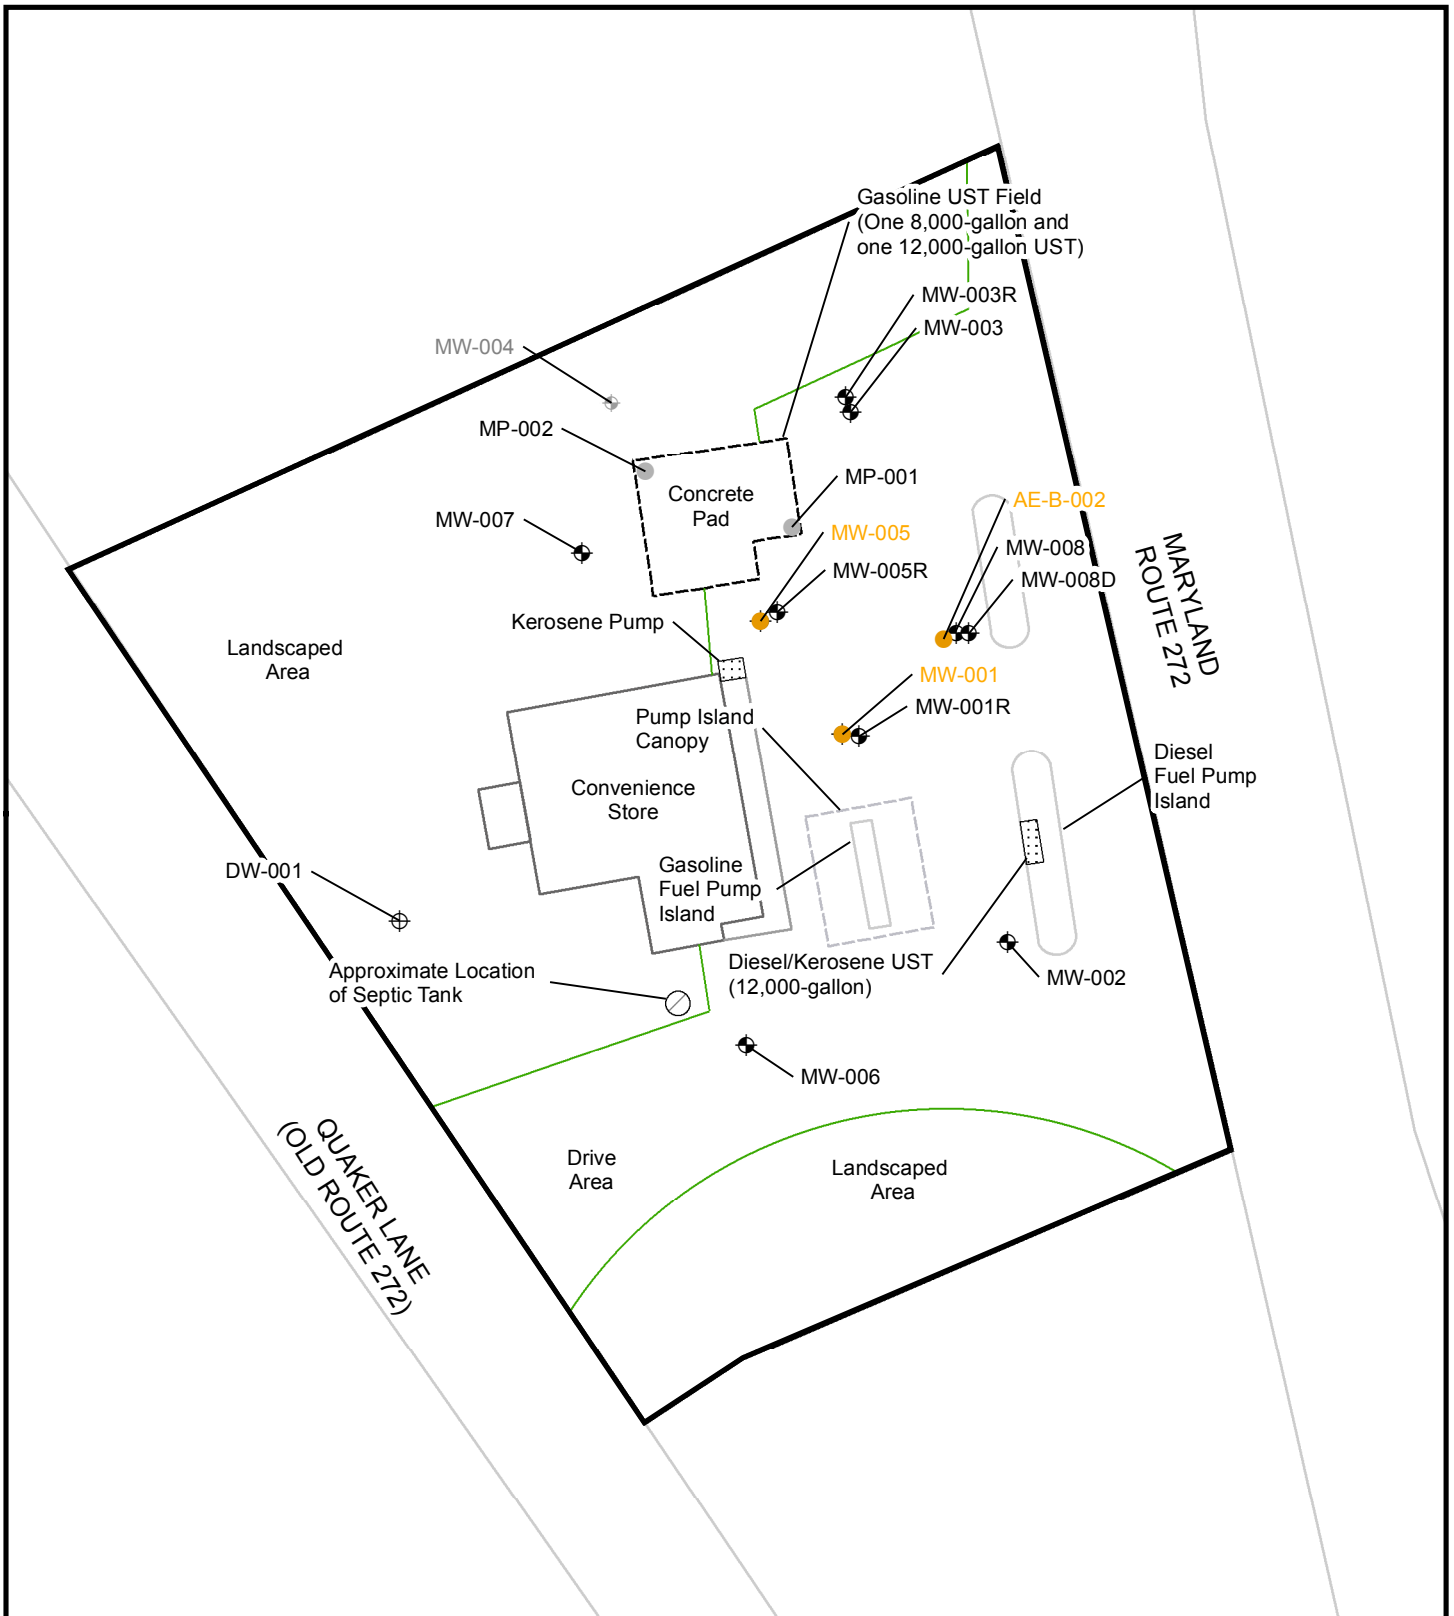 Gasoline UST Field
(One 8,000-gallon and
one 12,000-gallon UST)
MW-003R
MW-003
MW-004
MP-002
MP-001
Concrete
Pad
AE-B-002
MW-007
MW-005
MW-008
MW-005R
MW-008D
MARYLAND
ROUTE 272
Kerosene Pump
Landscaped
Area
MW-001
MW-001R
Pump Island
Canopy
Diesel
Fuel Pump
Island
Convenience
Store
Gasoline
Fuel Pump
Island
DW-001
Diesel/Kerosene UST
(12,000-gallon)
Approximate Location
of Septic Tank
MW-002
MW-006
QUAKER LANE
(OLD ROUTE 272)
Drive
Area
Landscaped
Area